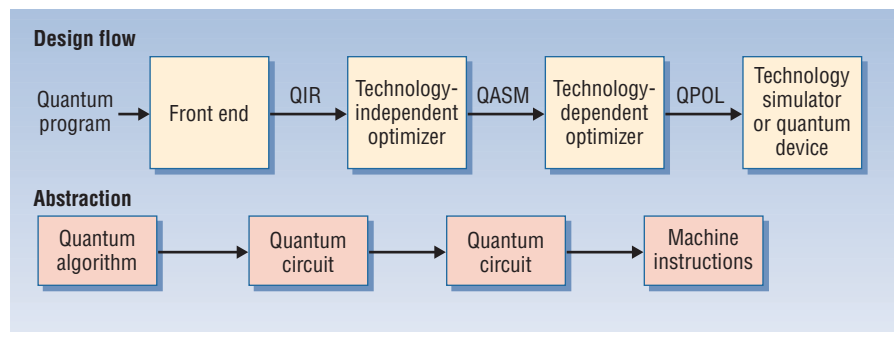 Design flow
Quantum
program
Front end
QIR
Technology-
independent
optimizer
QASM
Technology-
dependent
optimizer
QPOL
Technology
simulator
or quantum
device
Abstraction
Quantum
algorithm
Quantum
circuit
Quantum
circuit
Machine
instructions